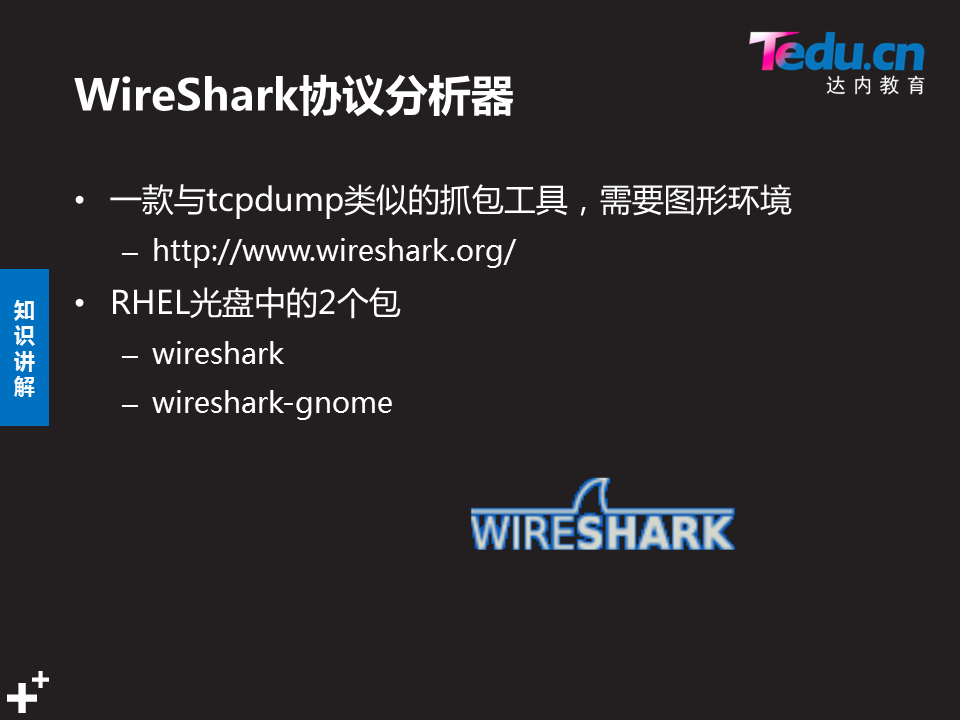 Tedu.cn
达内教育
WireShark协议分析器
• 一款与tcpdump类似的抓包工具，需要图形环境
– http://www.wireshark.org/
• RHEL光盘中的2个包
– wireshark
– wireshark-gnome
知识讲解
WIRESHARK